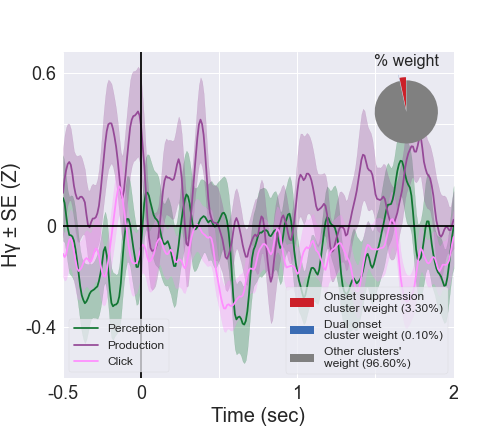 % weight
0.6
0
-0.4
Hγ ± SE (Z)
Perception
Production
Click
Onset suppression
cluster weight (3.30%)
Dual onset
cluster weight (0.10%)
Other clusters'
weight (96.60%)
-0.5 0 1 2
Time (sec)